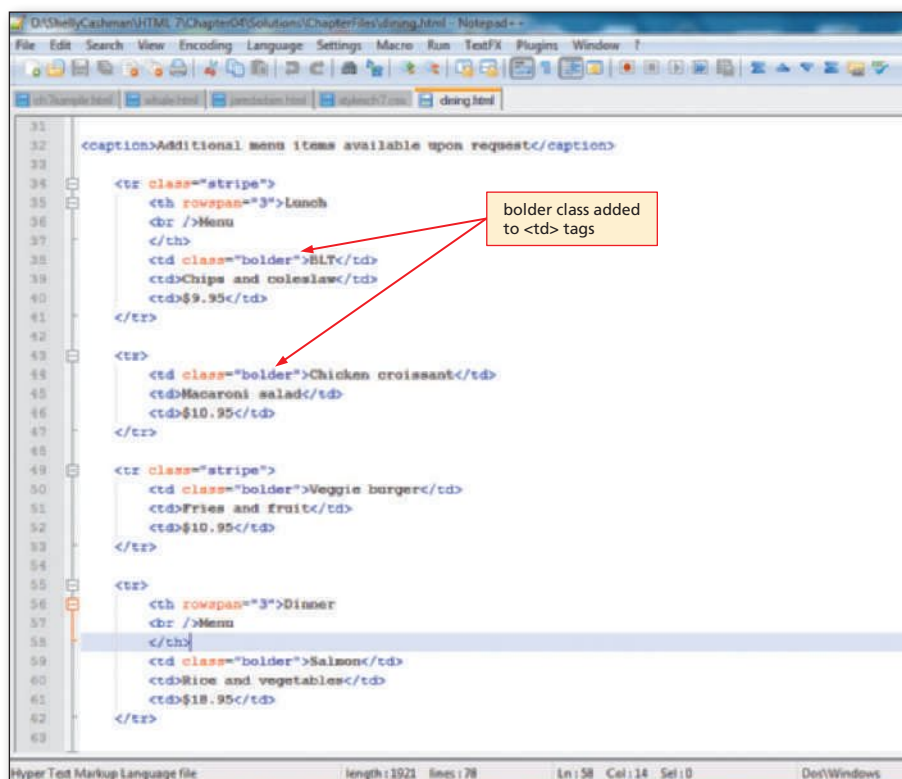 D:\ShellyCashman\HTML 7\Chapter04\Solutions\ChapterFiles\dining.html - Notepad++
File Edit Search View Encoding Language Settings Macro Run TextFX Plugins Window ?
dining.html
31
32 <caption>Additional menu items available upon request</caption>
33
34 <tr class="stripe">
35 <th rowspan="3">Lunch
36 <br />Menu
37 </th>
38 <td class="bolder">BLT</td>
39 <td>Chips and coleslaw</td>
40 <td>$9.95</td>
41 </tr>
42
43 <tr>
44 <td class="bolder">Chicken croissant</td>
45 <td>Macaroni salad</td>
46 <td>$10.95</td>
47 </tr>
48
49 <tr class="stripe">
50 <td class="bolder">Veggie burger</td>
51 <td>Fries and fruit</td>
52 <td>$10.95</td>
53 </tr>
54
55 <tr>
56 <th rowspan="3">Dinner
57 <br />Menu
58 </th>
59 <td class="bolder">Salmon</td>
60 <td>Rice and vegetables</td>
61 <td>$18.95</td>
62 </tr>
63
bolder class added
to <td> tags
Hyper Text Markup Language file length : 1921 lines : 78 Ln : 58 Col : 14 Sel : 0 Dos\Windows